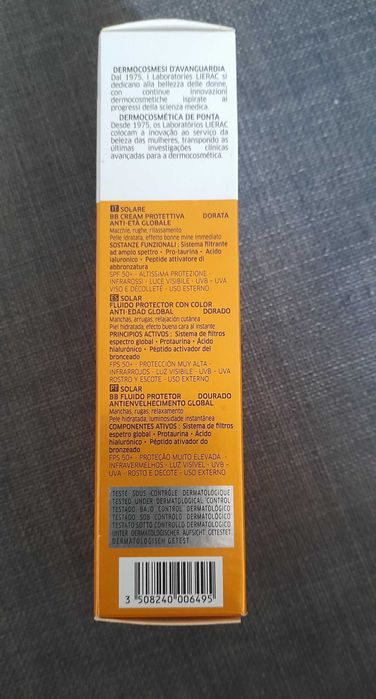 DERMOCOSMESI D'AVANGUARDIA
Dal 1975, i Laboratories LIERAC si
dedicano alla bellezza delle donne,
con continue innovazioni
dermocosmetiche ispirate ai
progressi della scienza medica.
DERMOCOSMÉTICA DE PONTA
Desde 1975, os Laboratórios LIERAC
colocam a inovação ao serviço da
beleza das mulheres, transpondo as
últimas investigações clínicas
avançadas para a dermocosmética.
IT SOLARE
BB CREAM PROTETTIVA DORATA
ANTI-ETÀ GLOBALE
Macchie, rughe, rilassamento
Pelle idratata, effetto bonne mine immediato
SOSTANZE FUNZIONALI : Sistema filtrante
ad ampio spettro • Pro-taurina • Acido
ialuronico • Peptide attivatore di
abbronzatura
SPF 50+ - ALTISSIMA PROTEZIONE -
INFRAROSSI - LUCE VISIBILE - UVB - UVA
VISO E DÉCOLLETÉ - USO ESTERNO
ES SOLAR
FLUIDO PROTECTOR CON COLOR
ANTI-EDAD GLOBAL DORADO
Manchas, arrugas, relajación cutánea
Piel hidratada, efecto buena cara al instante
PRINCIPIOS ACTIVOS : Sistema de filtros
espectro global • Protaurina • Ácido
hialurónico • Péptido activador del
bronceado
FPS 50+ - PROTECCIÓN MUY ALTA -
INFRARROJOS - LUZ VISIBLE - UVB - UVA
ROSTRO Y ESCOTE - USO EXTERNO
PT SOLAR
BB FLUIDO PROTETOR DOURADO
ANTIENVELHECIMENTO GLOBAL
Manchas, rugas, relaxamento
Pele hidratada, luminosidade instantânea
COMPONENTES ATIVOS : Sistema de filtros
espetro global • Protaurina • Ácido
hialurónico • Péptido activador do
bronzeado
FPS 50+ - PROTEÇÃO MUITO ELEVADA -
INFRAVERMELHOS - LUZ VISÍVEL - UVB -
UVA - ROSTO E DECOTE - USO EXTERNO
TESTÉ SOUS CONTRÔLE DERMATOLOGIQUE
TESTED UNDER DERMATOLOGICAL CONTROL
TESTADO BAJO CONTROL DERMATOLÓGICO
TESTADO SOB CONTROLO DERMATOLÓGICO
TESTATO SOTTO CONTROLLO DERMATOLOGICO
UNTER DERMATOLOGISCHER AUFSICHT GETESTET
DERMATOLOGISCH GETEST
3 508240 006495